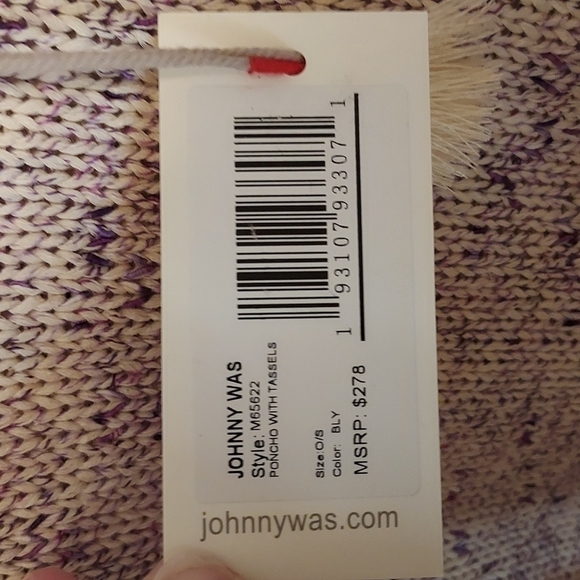 JOHNNY WAS
Style: M65622
PONCHO WITH TASSELS
Size:O/S
Color: BLY
MSRP: $278
1 93107 93307 1
johnnywas.com